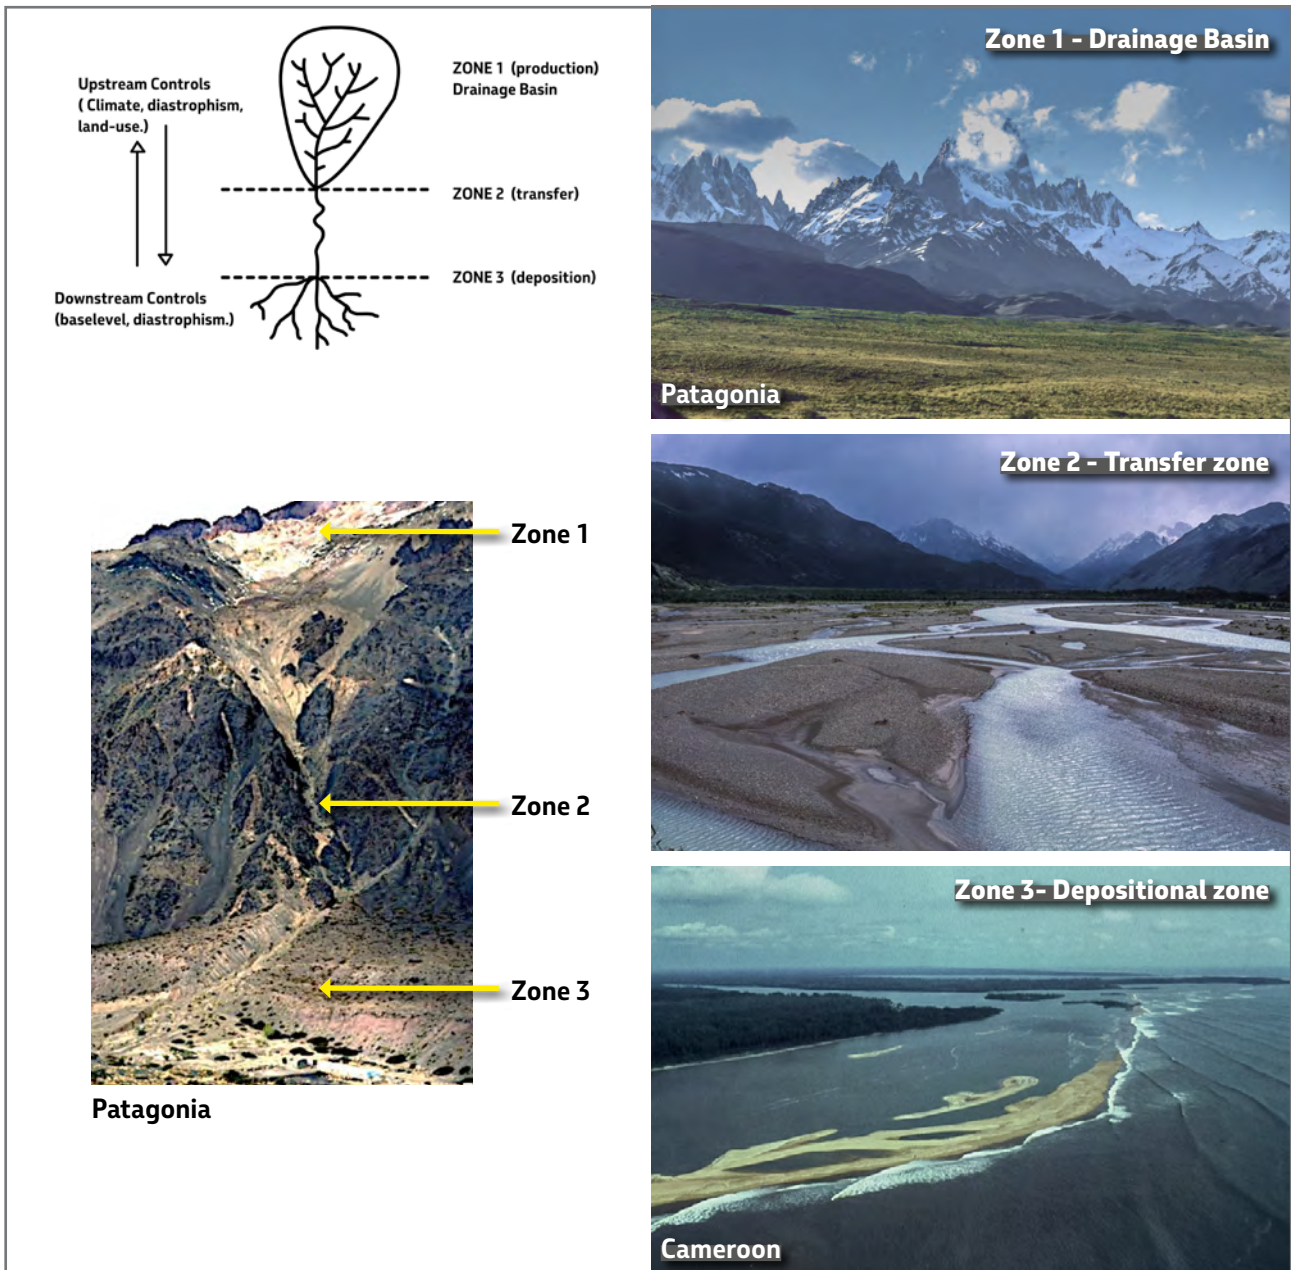 Upstream Controls
( Climate, diastrophism,
land-use.)
ZONE 1 (production)
Drainage Basin
ZONE 2 (transfer)
ZONE 3 (deposition)
Downstream Controls
(baselevel, diastrophism.)
Zone 1
Zone 2
Zone 3
Patagonia
Zone 1 - Drainage Basin
Patagonia
Zone 2 - Transfer zone
Zone 3- Depositional zone
Cameroon